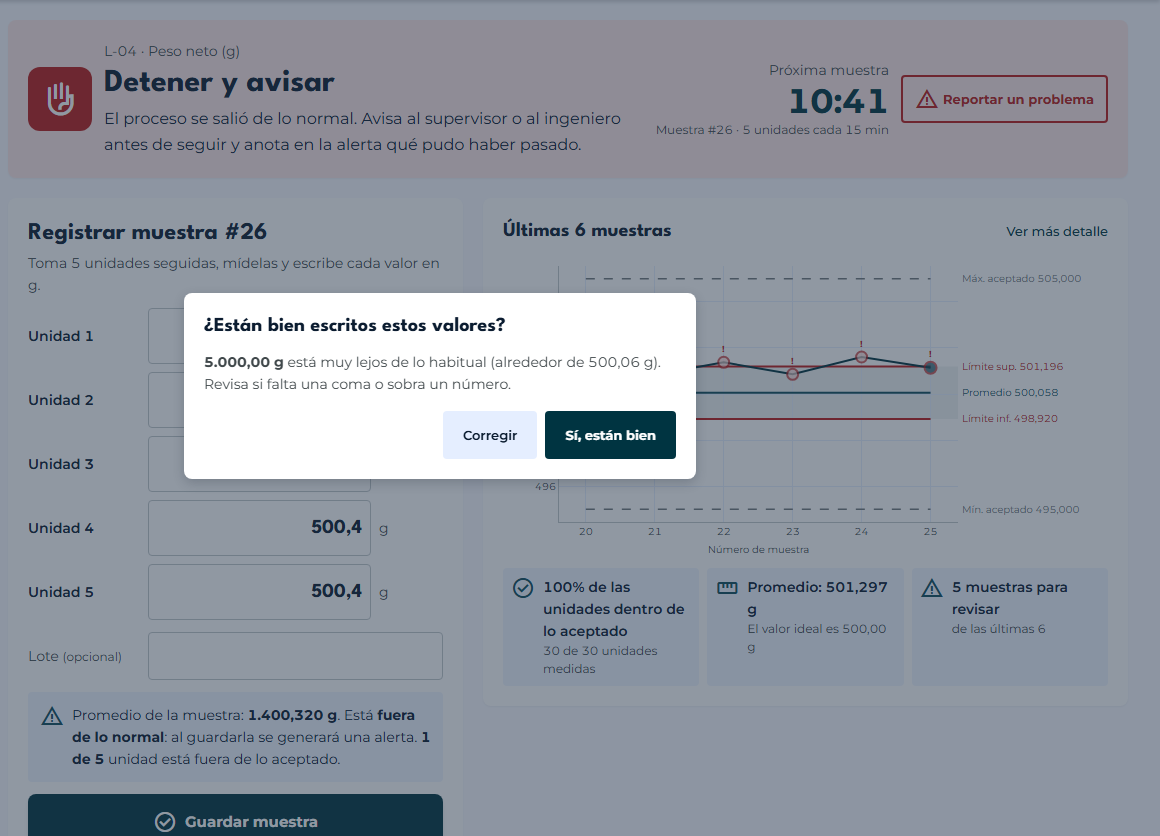 L-04 · Peso neto (g)
Detener y avisar
El proceso se salió de lo normal. Avisa al supervisor o al ingeniero
antes de seguir y anota en la alerta qué pudo haber pasado.
Próxima muestra
10:41
Muestra #26 · 5 unidades cada 15 min
Reportar un problema
Registrar muestra #26
Toma 5 unidades seguidas, mídelas y escribe cada valor en
g.
Unidad 1
Unidad 2
Unidad 3
Unidad 4
500,4
g
Unidad 5
500,4
g
Lote (opcional)
Promedio de la muestra: 1.400,320 g. Está fuera
de lo normal: al guardarla se generará una alerta. 1
de 5 unidad está fuera de lo aceptado.
Guardar muestra
¿Están bien escritos estos valores?
5.000,00 g está muy lejos de lo habitual (alrededor de 500,06 g).
Revisa si falta una coma o sobra un número.
Corregir
Sí, están bien
Últimas 6 muestras
Ver más detalle
Máx. aceptado 505,000
! ! ! !
Límite sup. 501,196
Promedio 500,058
Límite inf. 498,920
496
Mín. aceptado 495,000
20 21 22 23 24 25
Número de muestra
100% de las
unidades dentro de
lo aceptado
30 de 30 unidades
medidas
Promedio: 501,297
g
El valor ideal es 500,00
g
5 muestras para
revisar
de las últimas 6